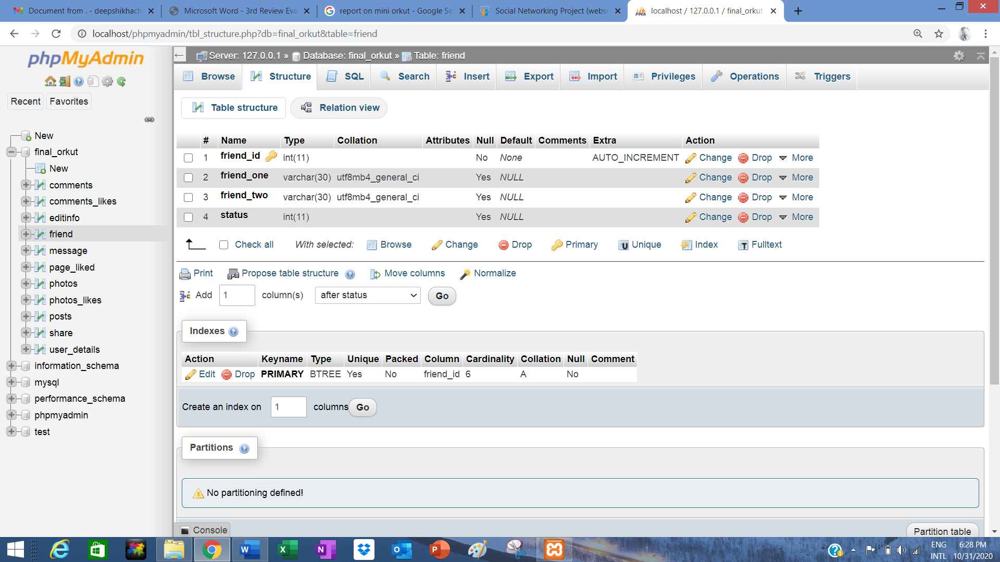 Document from . - deepshikhach
Microsoft Word - 3rd Review Eva
report on mini orkut - Google Se
Social Networking Project (websi
localhost / 127.0.0.1 / final_orkut
localhost/phpmyadmin/tbl_structure.php?db=final_orkut&table=friend
phpMyAdmin
Recent
Favorites
New
final_orkut
New
comments
comments_likes
editinfo
friend
message
page_liked
photos
photos_likes
posts
share
user_details
information_schema
mysql
performance_schema
phpmyadmin
test
Server: 127.0.0.1 » Database: final_orkut » Table: friend
Browse Structure SQL Search Insert Export Import Privileges Operations Triggers
Table structure Relation view
# Name Type Collation Attributes Null Default Comments Extra Action
1 friend_id int(11) No None AUTO_INCREMENT Change Drop More
2 friend_one varchar(30) utf8mb4_general_ci Yes NULL Change Drop More
3 friend_two varchar(30) utf8mb4_general_ci Yes NULL Change Drop More
4 status int(11) Yes NULL Change Drop More
Check all With selected: Browse Change Drop Primary Unique Index Fulltext
Print Propose table structure Move columns Normalize
Add 1 column(s) after status Go
Indexes
Action Keyname Type Unique Packed Column Cardinality Collation Null Comment
Edit Drop PRIMARY BTREE Yes No friend_id 6 A No
Create an index on 1 columns Go
Partitions
No partitioning defined!
Partition table
Console
ENG 6:28 PM
INTL 10/31/2020